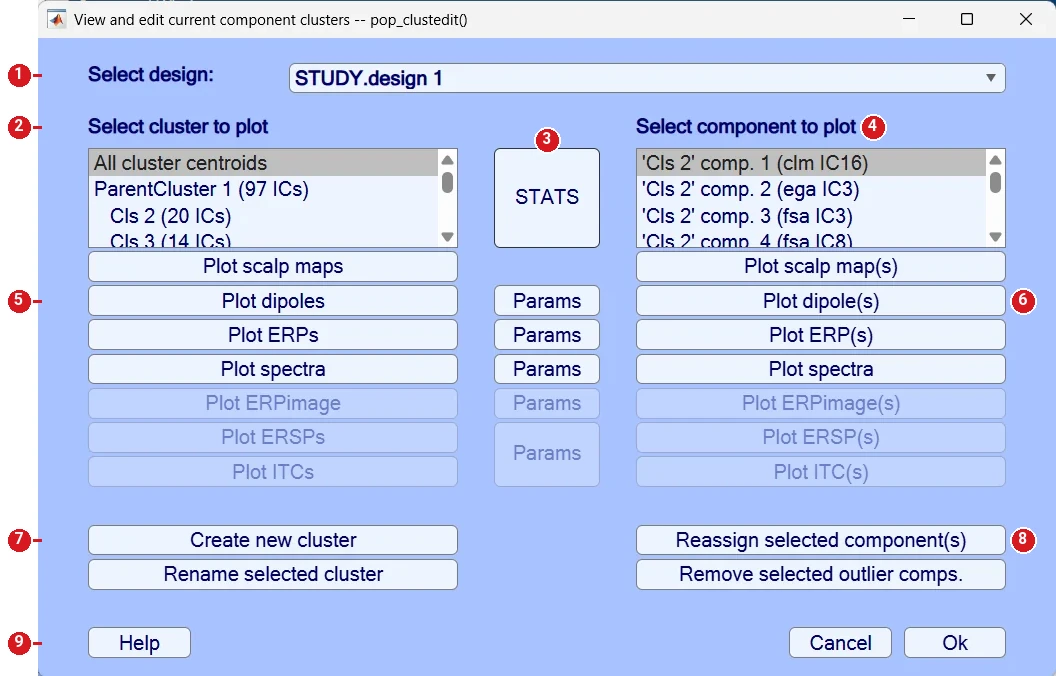 View and edit current component clusters -- pop_clustedit()
1 Select design: STUDY.design 1
2 Select cluster to plot 3 Select component to plot 4
All cluster centroids
ParentCluster 1 (97 ICs)
Cls 2 (20 ICs)
Cls 3 (14 ICs)
STATS
'Cls 2' comp. 1 (clm IC16)
'Cls 2' comp. 2 (ega IC3)
'Cls 2' comp. 3 (fsa IC3)
'Cls 2' comp. 4 (fsa IC8)
Plot scalp maps Plot scalp map(s)
5 Plot dipoles Params Plot dipole(s) 6
Plot ERPs Params Plot ERP(s)
Plot spectra Params Plot spectra
Plot ERPimage Params Plot ERPimage(s)
Plot ERSPs Params Plot ERSP(s)
Plot ITCs Plot ITC(s)
7 Create new cluster Reassign selected component(s) 8
Rename selected cluster Remove selected outlier comps.
9 Help Cancel Ok